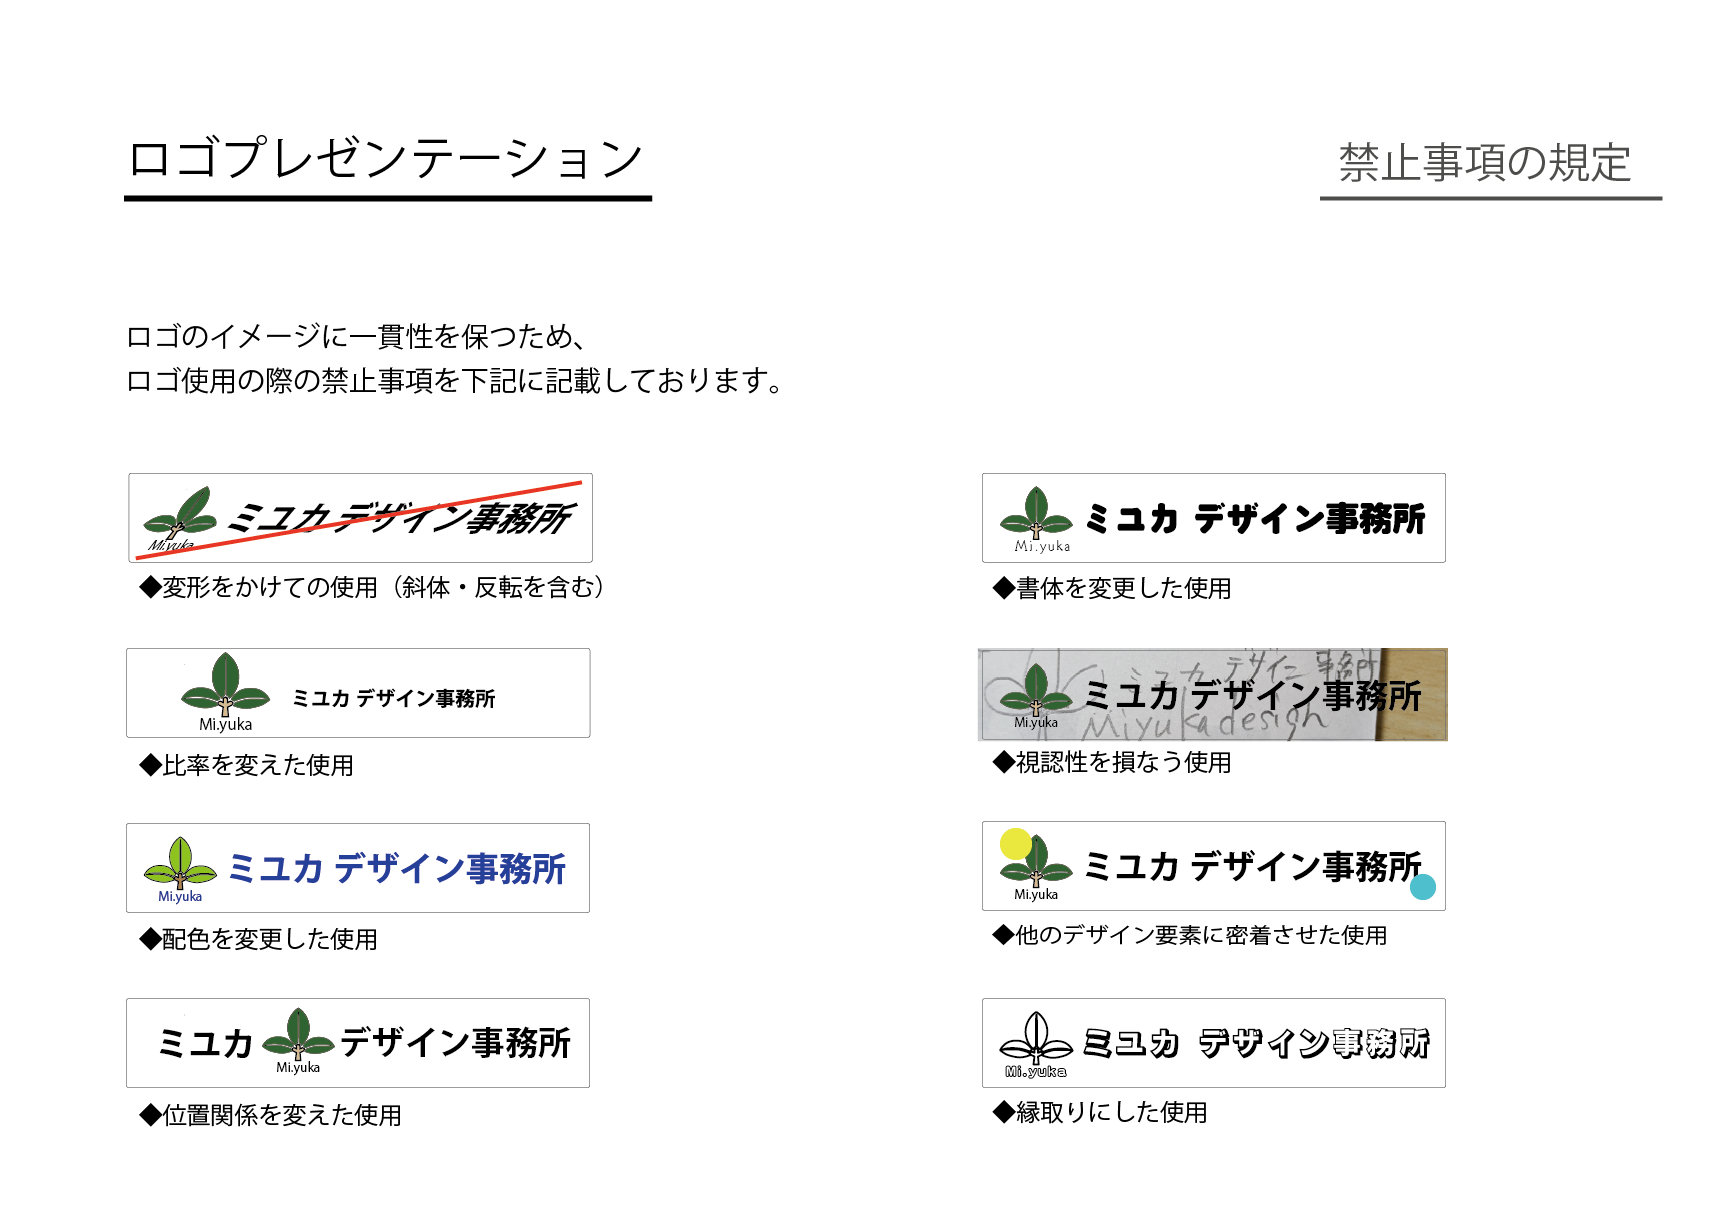 ロゴプレゼンテーション
禁止事項の規定
ロゴのイメージに一貫性を保つため、
ロゴ使用の際の禁止事項を下記に記載しております。
ミユカ デザイン事務所
Mi.yuka
◆変形をかけての使用（斜体・反転を含む）
ミユカ デザイン事務所
Mi.yuka
◆比率を変えた使用
ミユカ デザイン事務所
Mi.yuka
◆配色を変更した使用
ミユカ デザイン事務所
Mi.yuka
◆位置関係を変えた使用
ミユカ デザイン事務所
Mi.yuka
◆書体を変更した使用
ミユカ デザイン事務所
ミユカ デザイン事務所
Mi.yuka
Miyuka design
◆視認性を損なう使用
ミユカ デザイン事務所
Mi.yuka
◆他のデザイン要素に密着させた使用
ミユカ デザイン事務所
Mi.yuka
◆縁取りにした使用